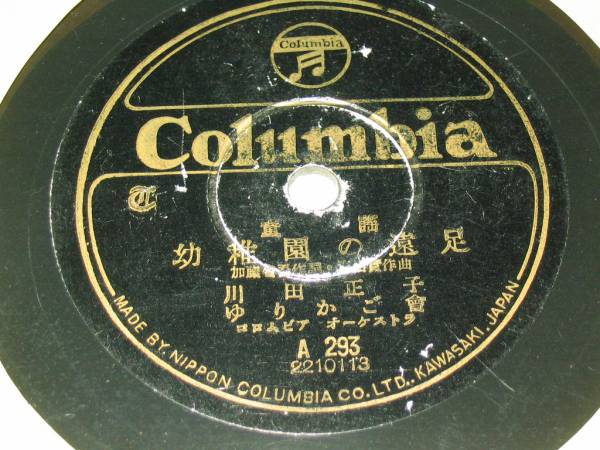 Columbia
Columbia
童謡
幼稚園の遠足
川田正子
ゆりかご會
コロムビア オーケストラ
A 293
2210113
MADE BY NIPPON COLUMBIA CO. LTD., KAWASAKI, JAPAN